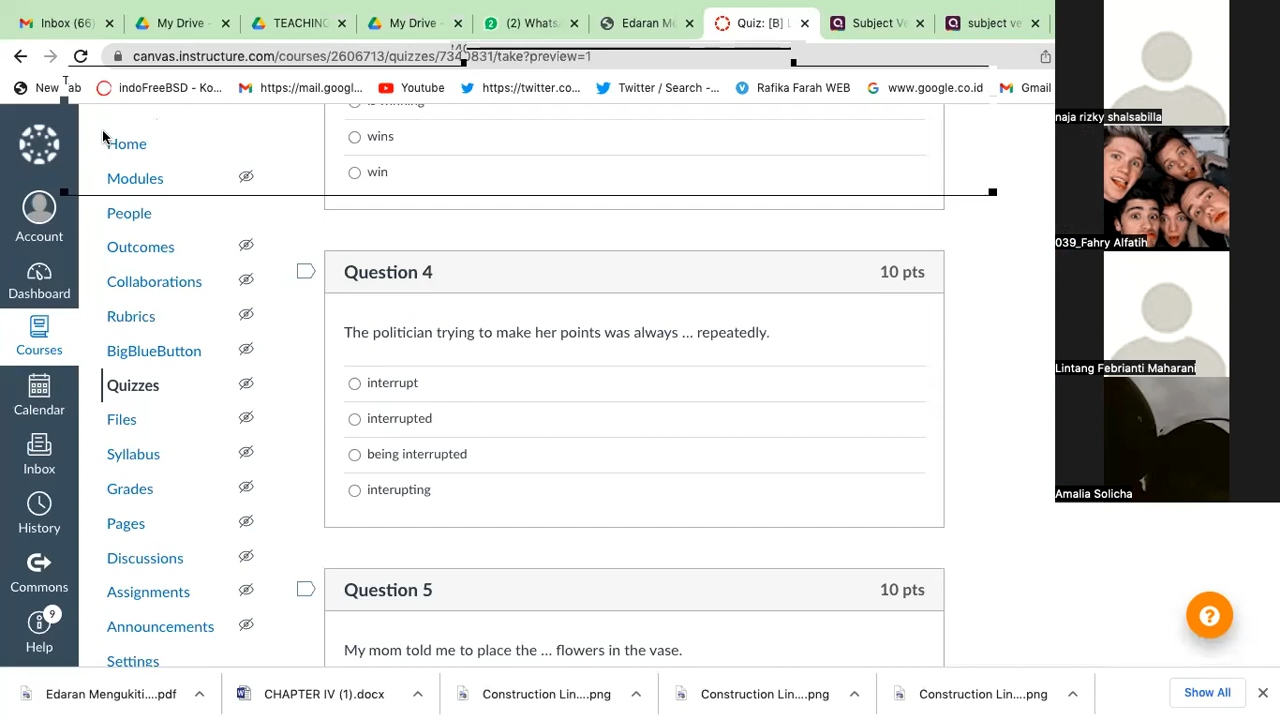 Inbox (66)
My Drive -
TEACHING
My Drive -
(2) Whats
Edaran Me
Quiz: [B] L
Subject Ve
subject ve
canvas.instructure.com/courses/2606713/quizzes/7340831/take?preview=1
New Tab
indoFreeBSD - Ko...
https://mail.googl...
Youtube
https://twitter.co...
Twitter / Search -...
Rafika Farah WEB
www.google.co.id
Gmail
T
Account
Dashboard
Courses
Calendar
Inbox
History
Commons
9
Help
Home
Modules
People
Outcomes
Collaborations
Rubrics
BigBlueButton
Quizzes
Files
Syllabus
Grades
Pages
Discussions
Assignments
Announcements
Settings
is winning
wins
win
Question 4
10 pts
The politician trying to make her points was always ... repeatedly.
interrupt
interrupted
being interrupted
interupting
Question 5
10 pts
My mom told me to place the ... flowers in the vase.
naja rizky shalsabilla
039_Fahry Alfatih
Lintang Febrianti Maharani
Amalia Solicha
Edaran Mengukiti....pdf
CHAPTER IV (1).docx
Construction Lin....png
Construction Lin....png
Construction Lin....png
Show All